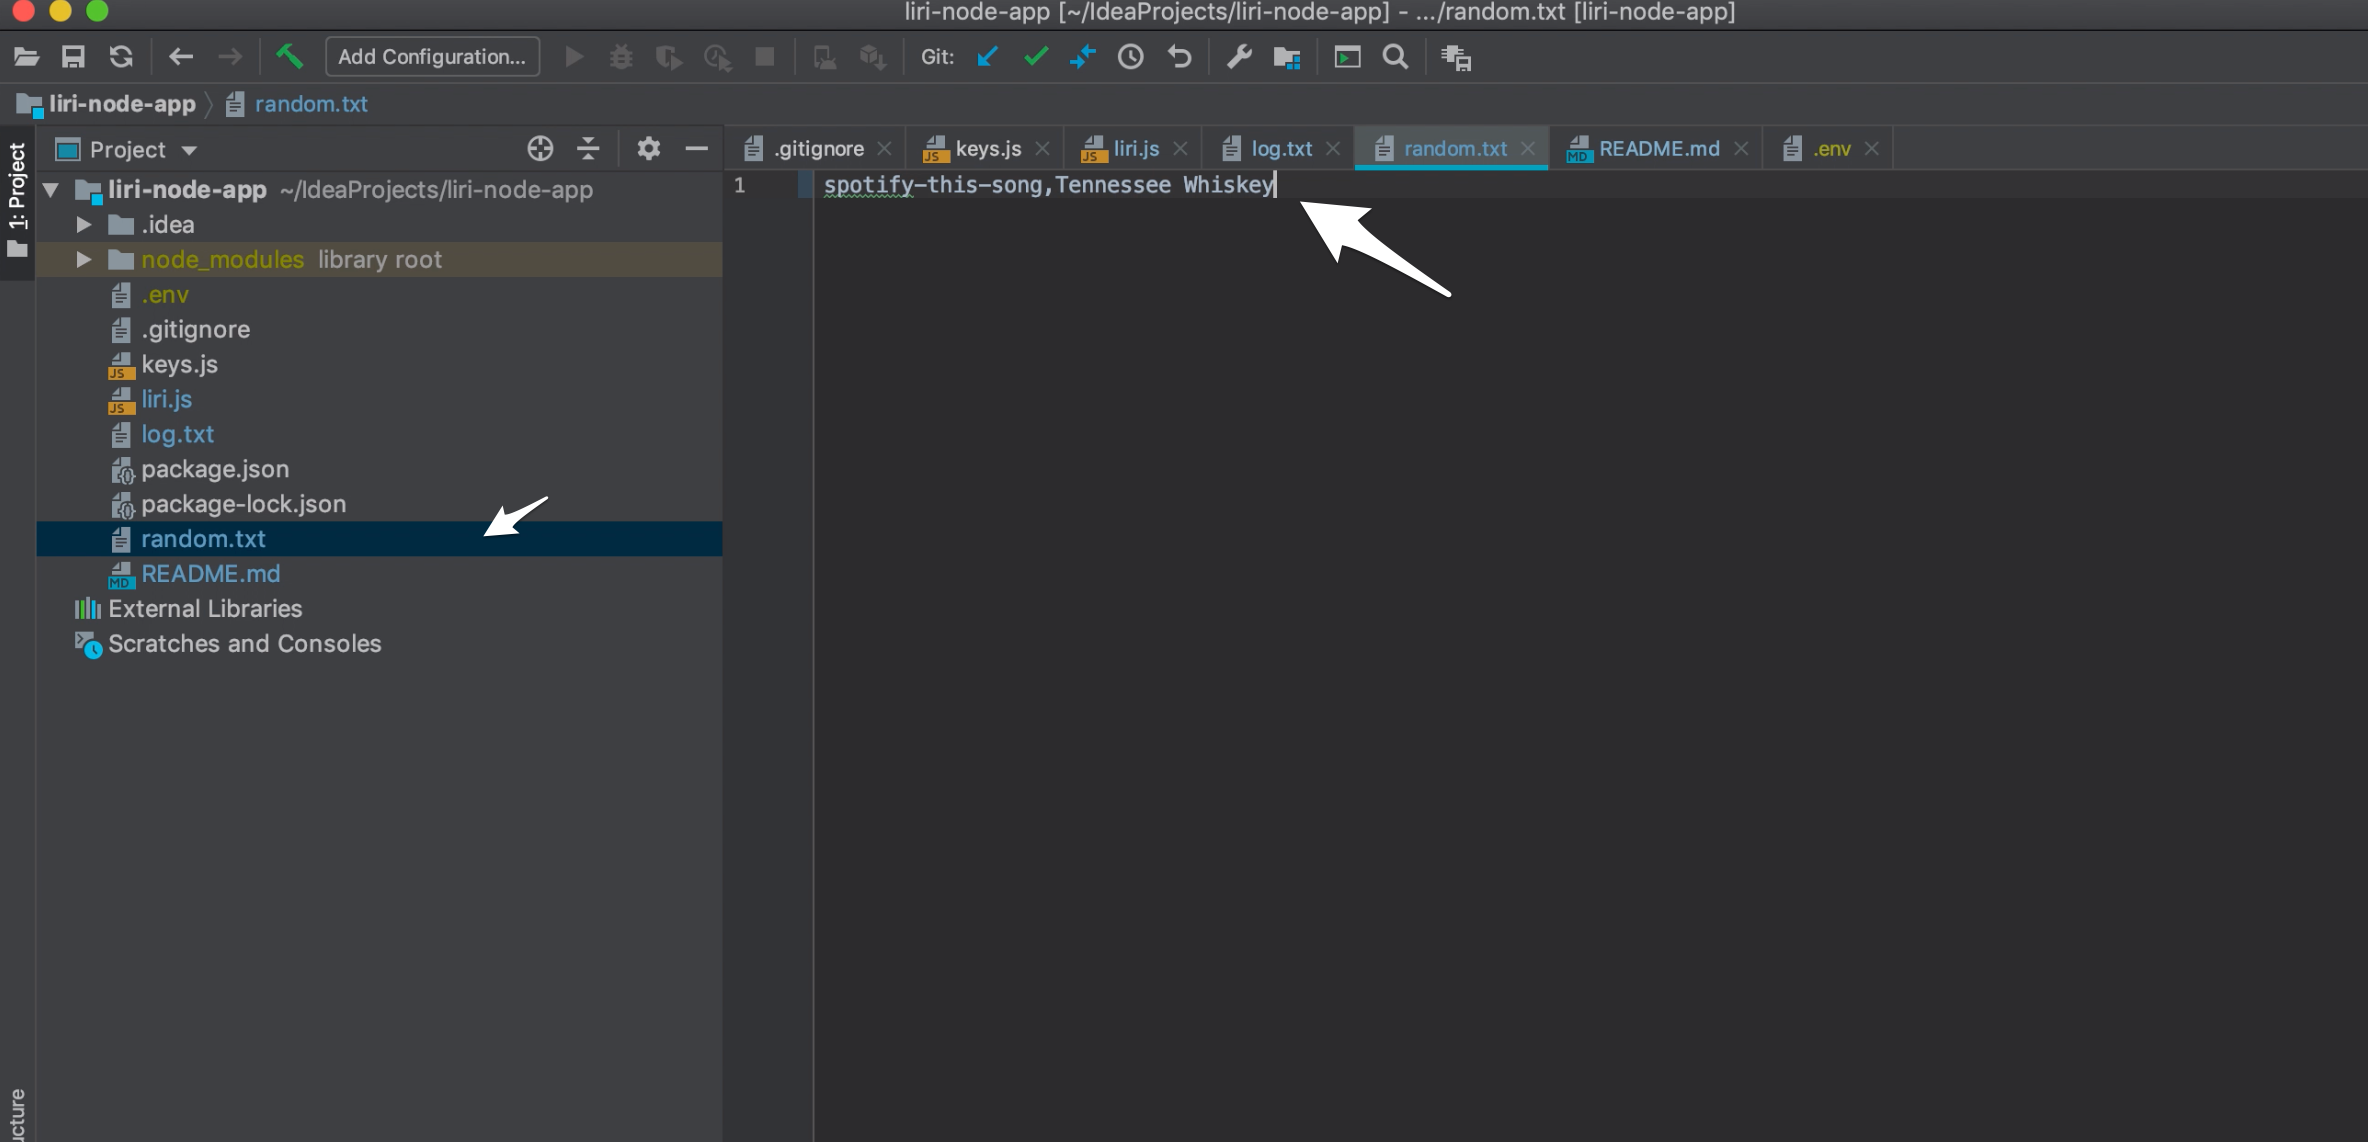 liri-node-app [~/IdeaProjects/liri-node-app] - .../random.txt [liri-node-app]
Add Configuration...
Git:
liri-node-app
random.txt
1: Project
Project
.gitignore
keys.js
liri.js
log.txt
random.txt
README.md
.env
liri-node-app ~/IdeaProjects/liri-node-app
.idea
node_modules library root
.env
.gitignore
keys.js
liri.js
log.txt
package.json
package-lock.json
random.txt
README.md
External Libraries
Scratches and Consoles
1
spotify-this-song,Tennessee Whiskey